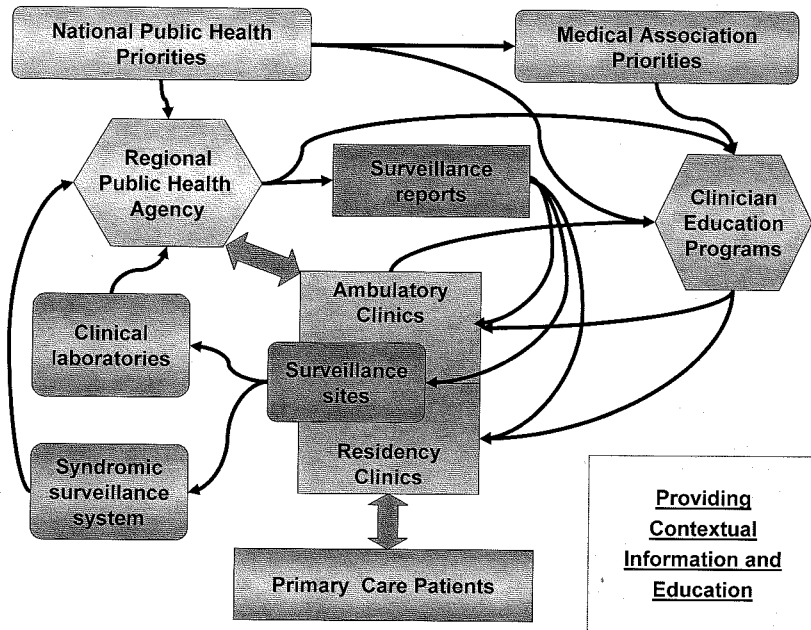 National Public Health
Priorities
Medical Association
Priorities
Regional
Public Health
Agency
Surveillance
reports
Clinician
Education
Programs
Ambulatory
Clinics
Clinical
laboratories
Surveillance
sites
Residency
Clinics
Syndromic
surveillance
system
Primary Care Patients
Providing
Contextual
Information and
Education